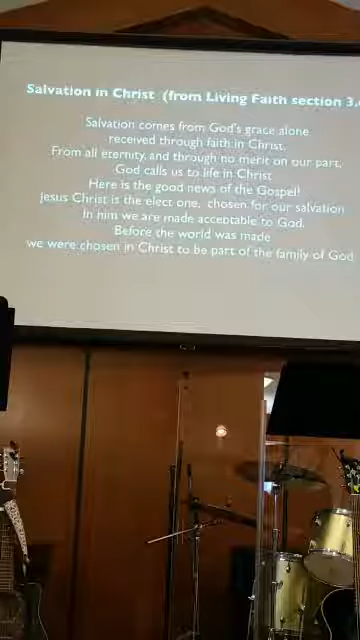 Salvation in Christ (from Living Faith section 3.
Salvation comes from God's grace alone
received through faith in Christ.
From all eternity, and through no merit on our part,
God calls us to life in Christ
Here is the good news of the Gospel!
Jesus Christ is the elect one, chosen for our salvation
In him we are made acceptable to God.
Before the world was made
we were chosen in Christ to be part of the family of God